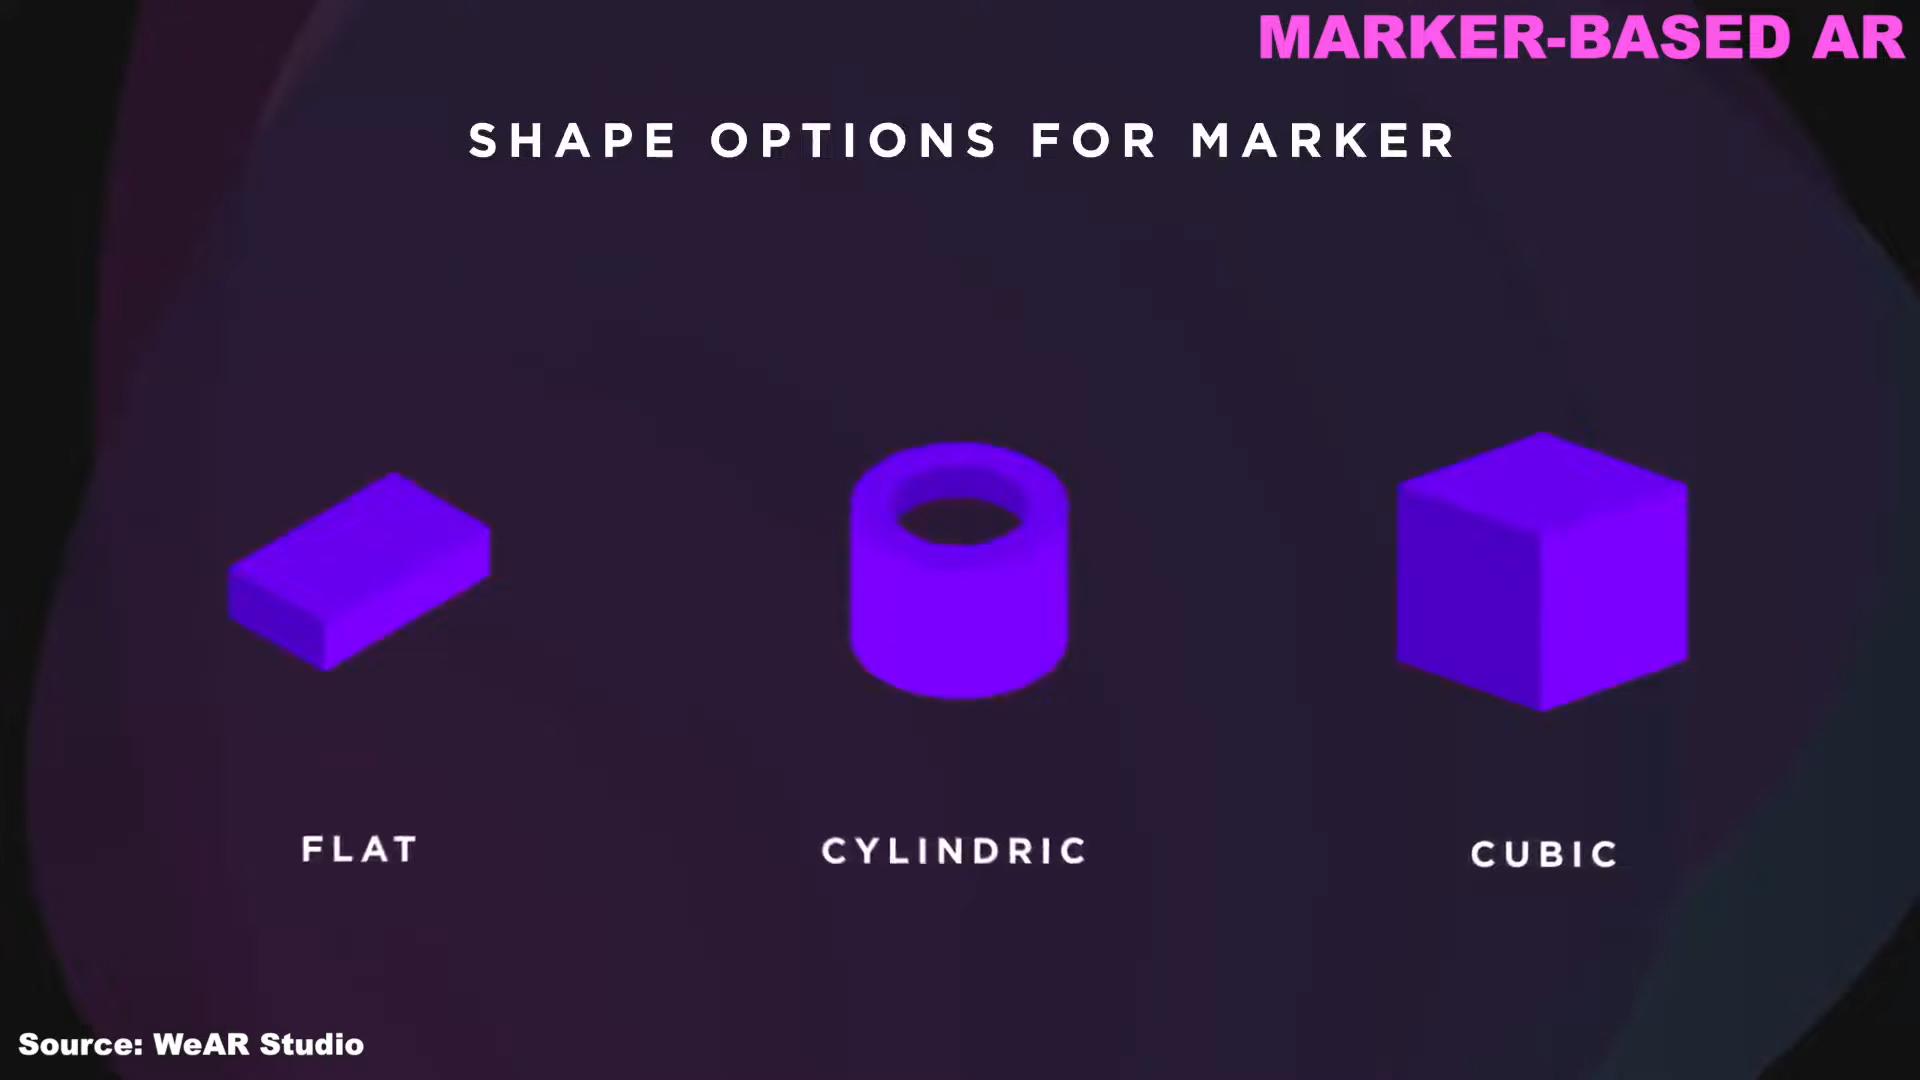 MARKER-BASED AR
SHAPE OPTIONS FOR MARKER
FLAT
CYLINDRIC
CUBIC
Source: WeAR Studio